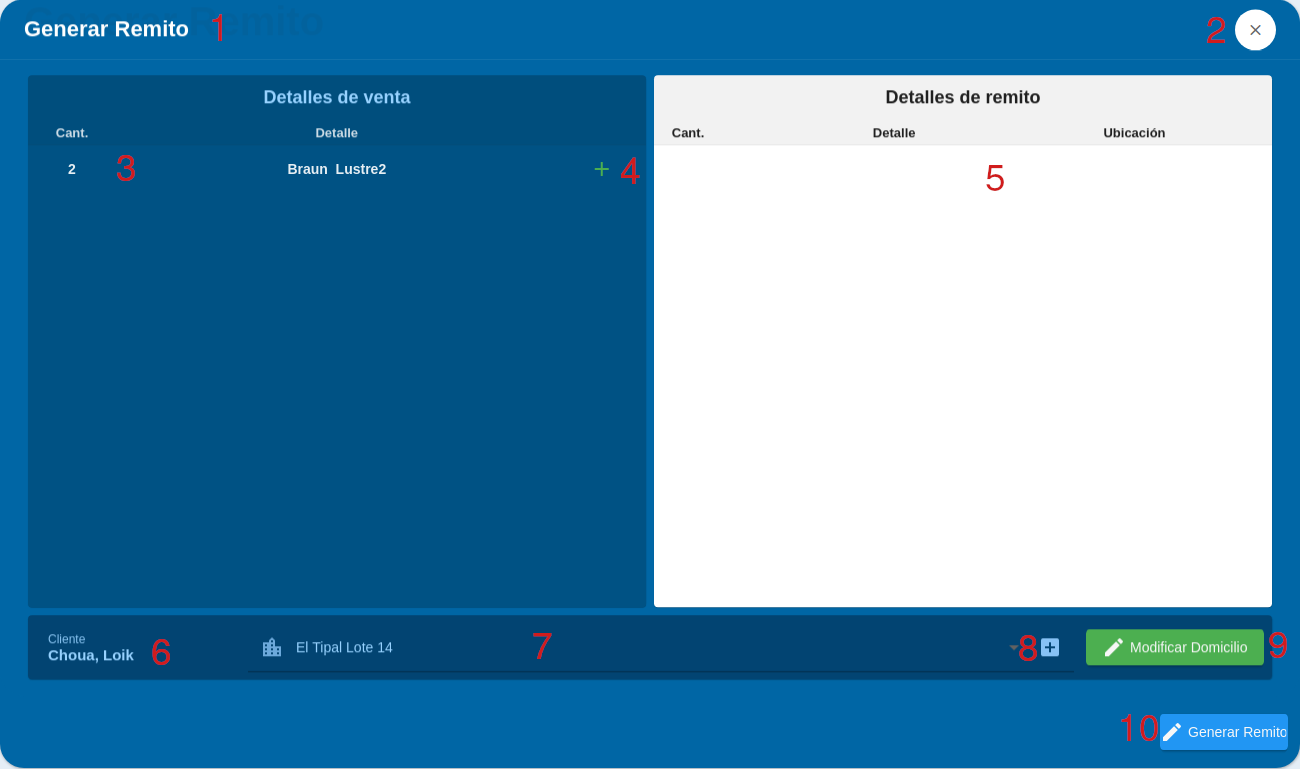 Generar Remito 1
2
Detalles de venta
Cant. Detalle
2 3 Braun Lustre2 4
Detalles de remito
Cant. Detalle Ubicación
5
Cliente
Choua, Loik 6
El Tipal Lote 14 7
8
Modificar Domicilio 9
10 Generar Remito